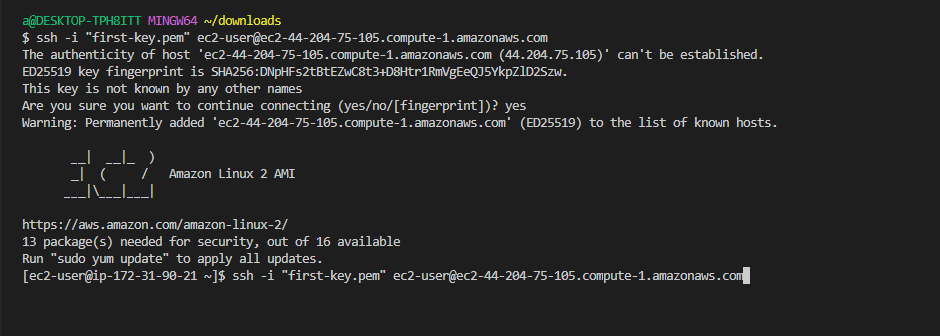 a@DESKTOP-TPH8ITT MINGW64 ~/downloads
$ ssh -i "first-key.pem" ec2-user@ec2-44-204-75-105.compute-1.amazonaws.com
The authenticity of host 'ec2-44-204-75-105.compute-1.amazonaws.com (44.204.75.105)' can't be established.
ED25519 key fingerprint is SHA256:DNpHFs2tBtEZwC8t3+D8Htr1RmVgEeQJ5YkpZlD2Szw.
This key is not known by any other names
Are you sure you want to continue connecting (yes/no/[fingerprint])? yes
Warning: Permanently added 'ec2-44-204-75-105.compute-1.amazonaws.com' (ED25519) to the list of known hosts.
       __|  __|_  )
       _|  (     /   Amazon Linux 2 AMI
      ___|\___|___|
https://aws.amazon.com/amazon-linux-2/
13 package(s) needed for security, out of 16 available
Run "sudo yum update" to apply all updates.
[ec2-user@ip-172-31-90-21 ~]$ ssh -i "first-key.pem" ec2-user@ec2-44-204-75-105.compute-1.amazonaws.com